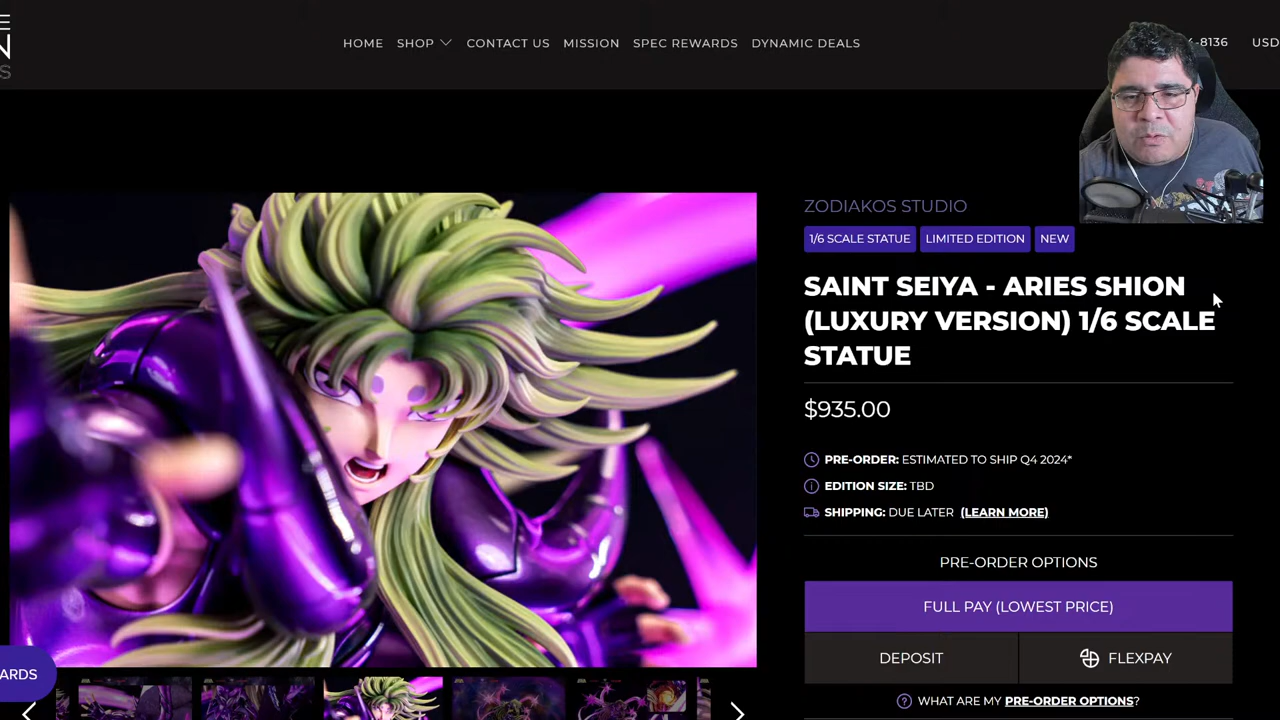 HOME SHOP CONTACT US MISSION SPEC REWARDS DYNAMIC DEALS -8136 USD
ZODIAKOS STUDIO
1/6 SCALE STATUE LIMITED EDITION NEW
SAINT SEIYA - ARIES SHION
(LUXURY VERSION) 1/6 SCALE
STATUE
$935.00
PRE-ORDER: ESTIMATED TO SHIP Q4 2024*
EDITION SIZE: TBD
SHIPPING: DUE LATER (LEARN MORE)
PRE-ORDER OPTIONS
FULL PAY (LOWEST PRICE)
DEPOSIT FLEXPAY
ARDS
WHAT ARE MY PRE-ORDER OPTIONS?